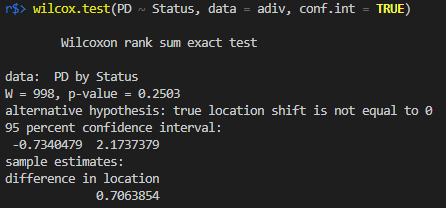 r$> wilcox.test(PD ~ Status, data = adiv, conf.int = TRUE)
Wilcoxon rank sum exact test
data:  PD by Status
W = 998, p-value = 0.2503
alternative hypothesis: true location shift is not equal to 0
95 percent confidence interval:
 -0.7340479  2.1737379
sample estimates:
difference in location
0.7063854